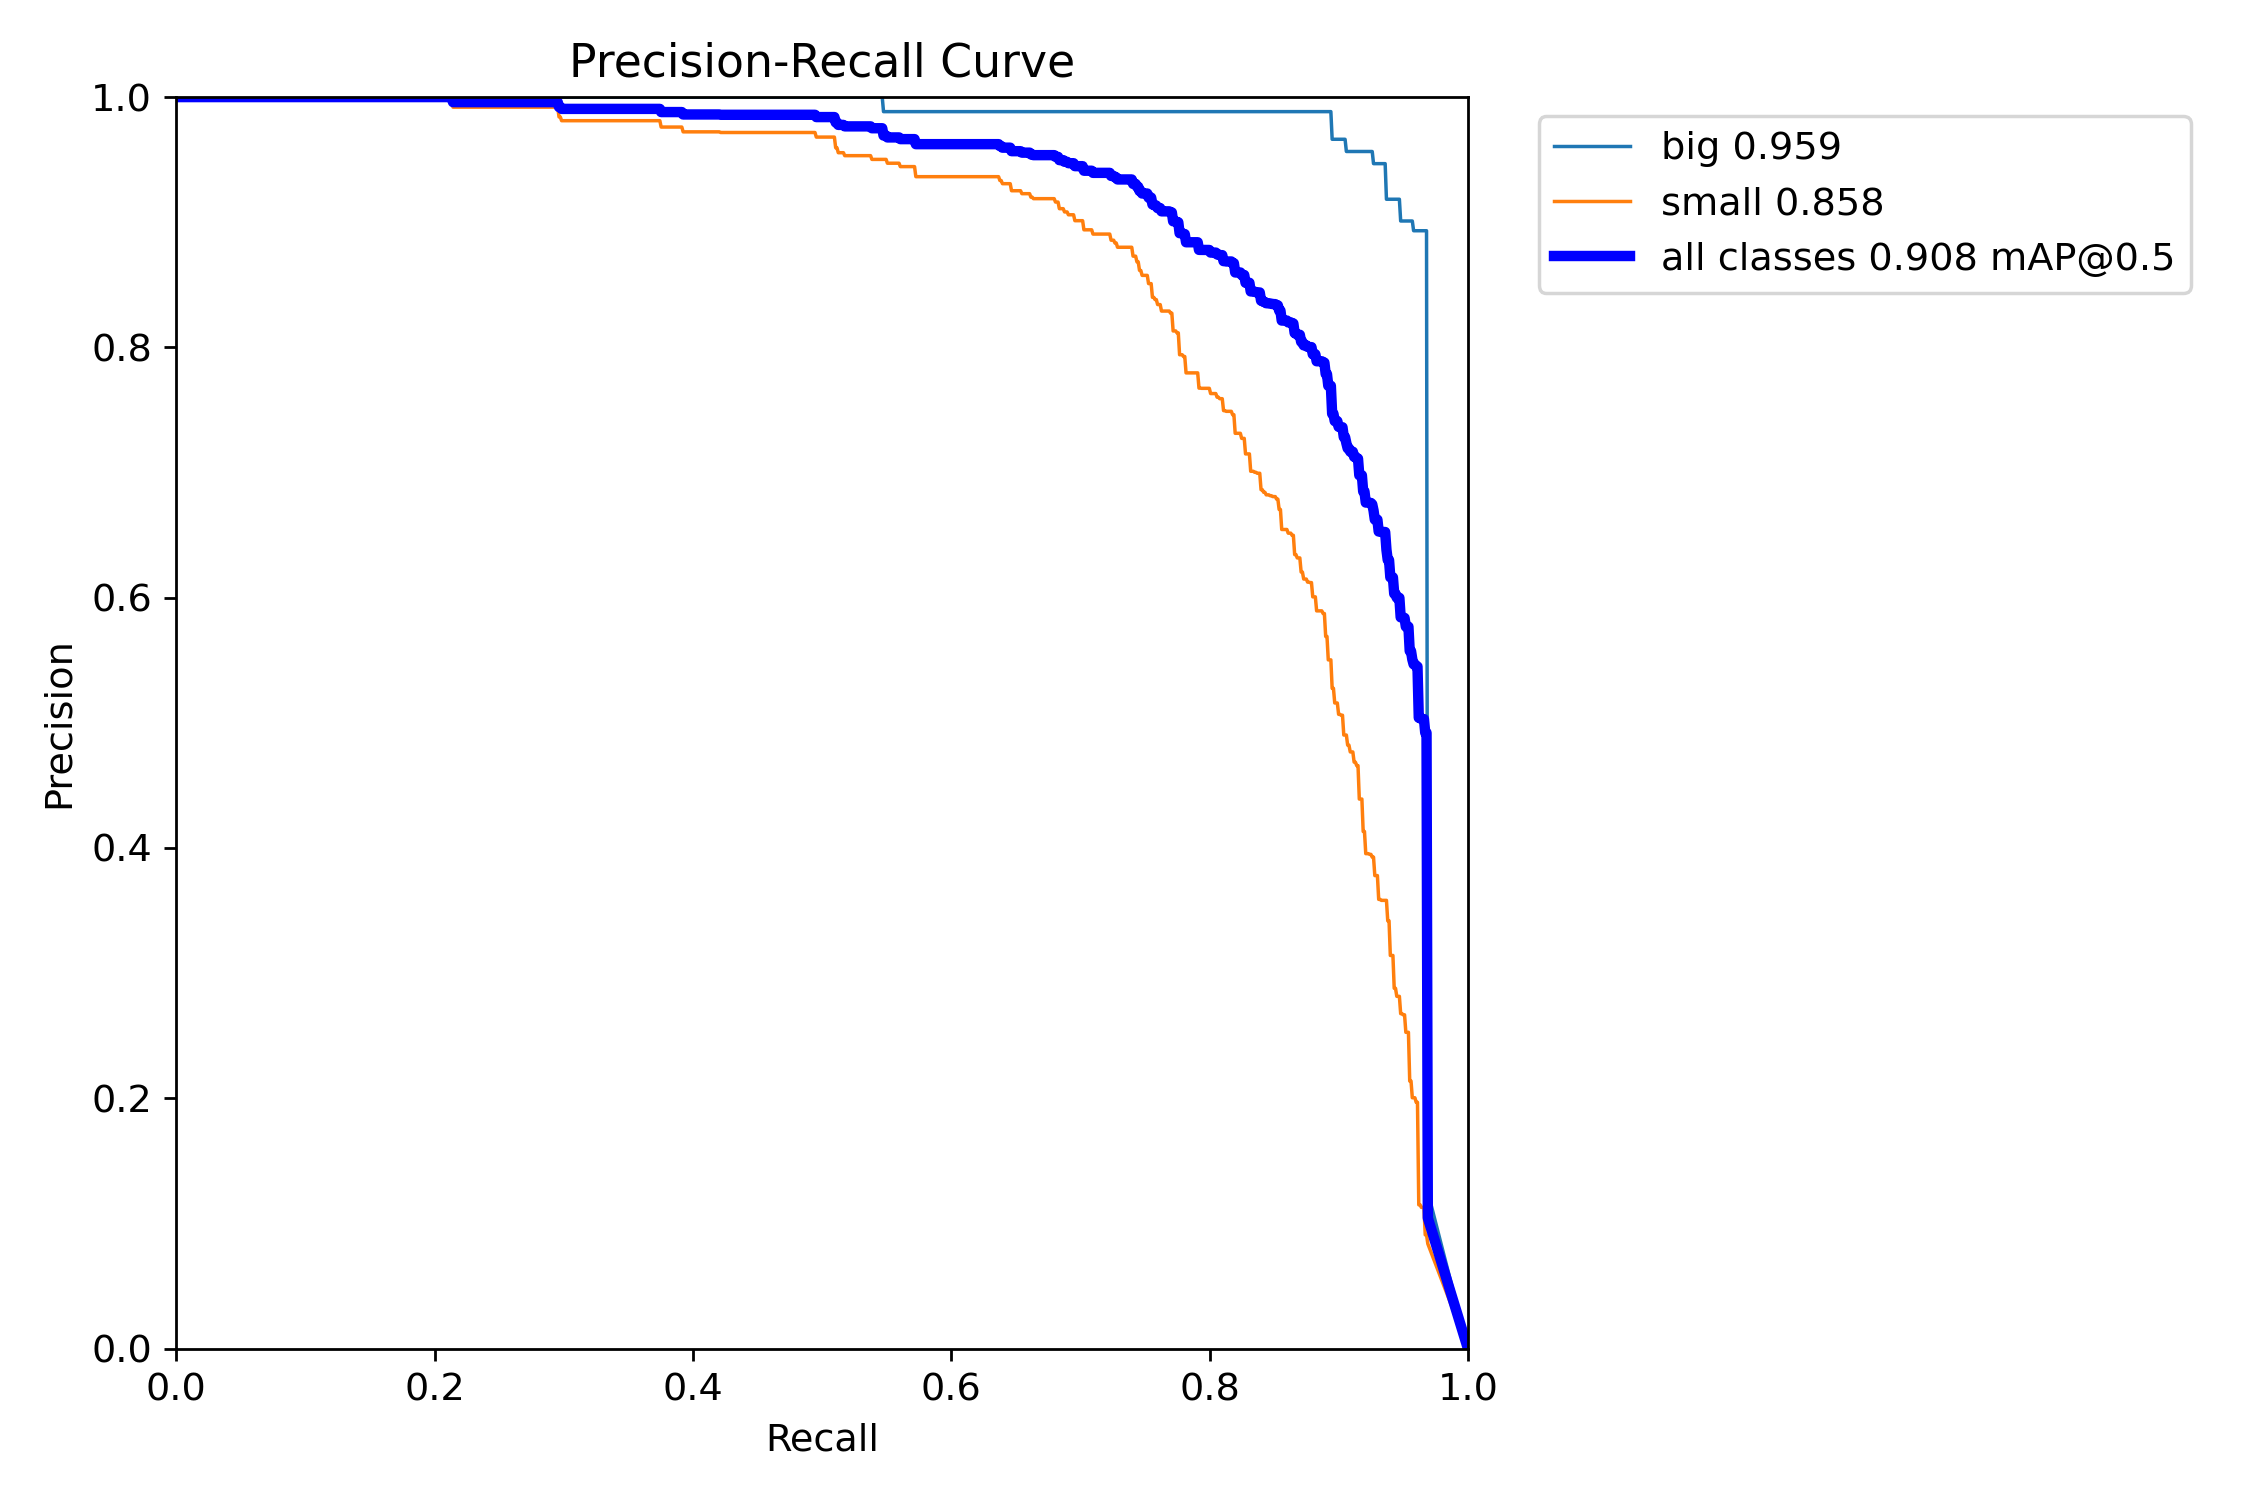 Precision-Recall Curve
1.0
0.8
0.6
0.4
0.2
0.0
Precision
0.0 0.2 0.4 0.6 0.8 1.0
Recall
big 0.959
small 0.858
all classes 0.908 mAP@0.5